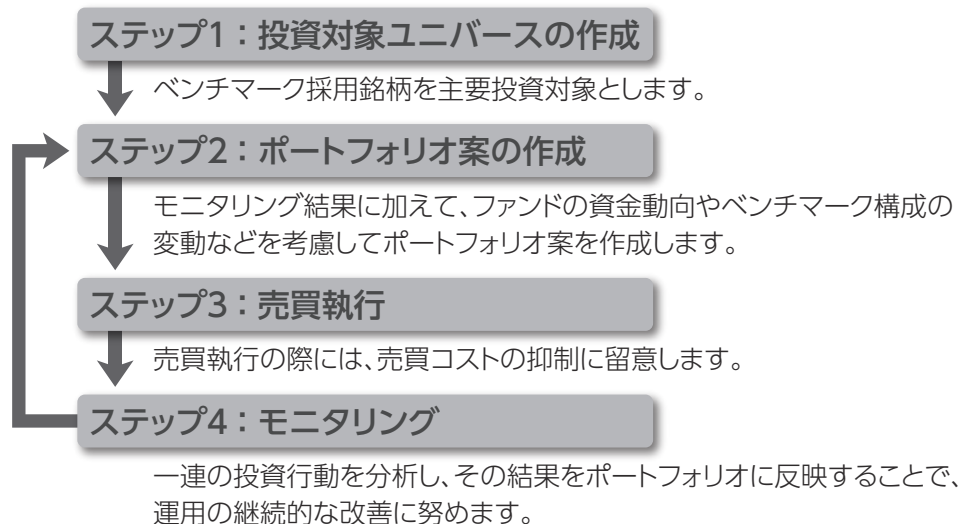 ステップ1：投資対象ユニバースの作成
ベンチマーク採用銘柄を主要投資対象とします。
ステップ2：ポートフォリオ案の作成
モニタリング結果に加えて、ファンドの資金動向やベンチマーク構成の
変動などを考慮してポートフォリオ案を作成します。
ステップ3：売買執行
売買執行の際には、売買コストの抑制に留意します。
ステップ4：モニタリング
一連の投資行動を分析し、その結果をポートフォリオに反映することで、
運用の継続的な改善に努めます。